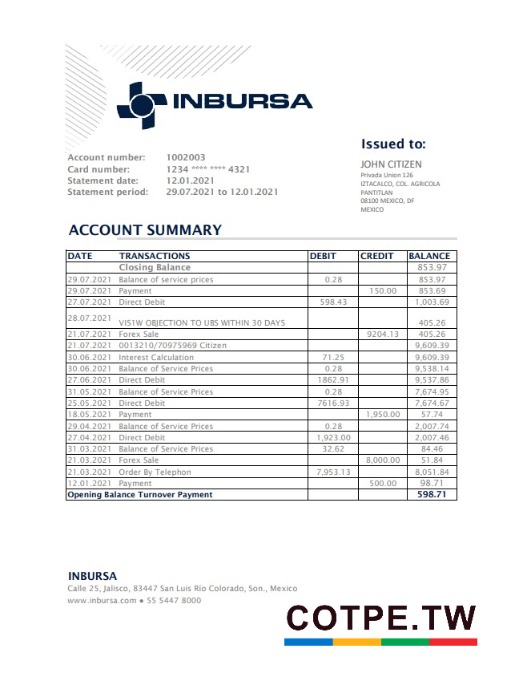 INBURSA
Issued to:
JOHN CITIZEN
Privada Union 126
IZTACALCO, COL. AGRICOLA
PANTITLAN
08100 MEXICO, DF
MEXICO
Account number: 1002003
Card number: 1234 **** **** 4321
Statement date: 12.01.2021
Statement period: 29.07.2021 to 12.01.2021
ACCOUNT SUMMARY
DATE TRANSACTIONS DEBIT CREDIT BALANCE
Closing Balance 853.97
29.07.2021 Balance of service prices 0.28 853.97
29.07.2021 Payment 150.00 853.69
27.07.2021 Direct Debit 598.43 1,003.69
28.07.2021 VIS1W OBJECTION TO UBS WITHIN 30 DAYS 405.26
21.07.2021 Forex Sale 9204.13 405.26
21.07.2021 0013210/70975969 Citizen 9,609.39
30.06.2021 Interest Calculation 71.25 9,609.39
30.06.2021 Balance of Service Prices 0.28 9,538.14
27.06.2021 Direct Debit 1862.91 9,537.86
31.05.2021 Balance of Service Prices 0.28 7,674.95
25.05.2021 Direct Debit 7616.93 7,674.67
18.05.2021 Payment 1,950.00 57.74
29.04.2021 Balance of Service Prices 0.28 2,007.74
27.04.2021 Direct Debit 1,923.00 2,007.46
31.03.2021 Balance of Service Prices 32.62 84.46
21.03.2021 Forex Sale 8,000.00 51.84
21.03.2021 Order By Telephon 7,953.13 8,051.84
12.01.2021 Payment 500.00 98.71
Opening Balance Turnover Payment 598.71
INBURSA
Calle 25, Jalisco, 83447 San Luis Río Colorado, Son., Mexico
www.inbursa.com • 55 5447 8000
COTPE.TW